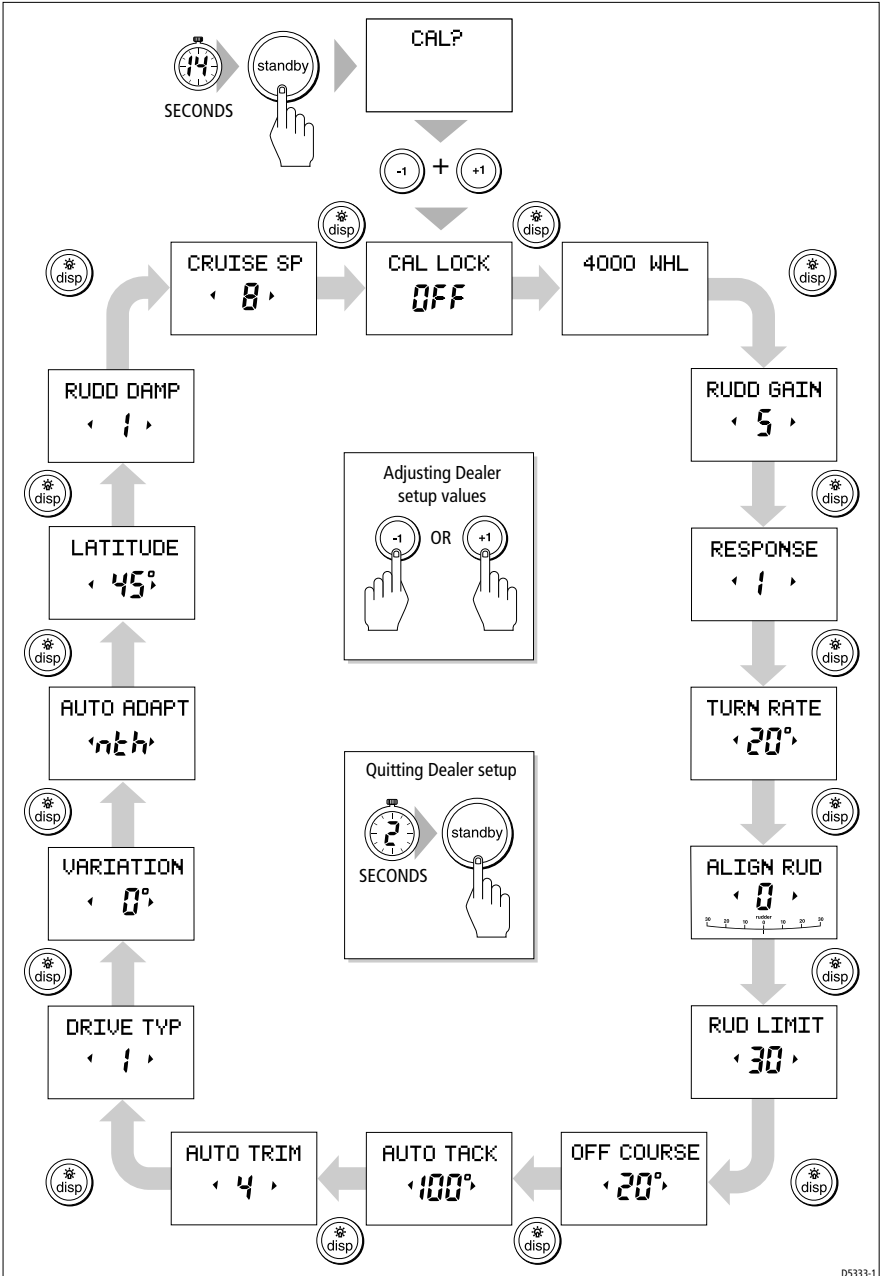 14
SECONDS
standby
CAL?
-1
+
+1
disp
CAL LOCK
OFF
disp
4000 WHL
disp
RUDD GAIN
5
disp
RESPONSE
1
disp
TURN RATE
20°
disp
ALIGN RUD
0
rudder
30 20 10 0 10 20 30
disp
RUD LIMIT
30
disp
OFF COURSE
20°
disp
AUTO TACK
100°
disp
AUTO TRIM
4
disp
DRIVE TYP
1
disp
VARIATION
0°
disp
AUTO ADAPT
nth
disp
LATITUDE
45°
disp
RUDD DAMP
1
disp
CRUISE SP
8
Adjusting Dealer
setup values
-1
OR
+1
Quitting Dealer setup
2
SECONDS
standby
D5333-1